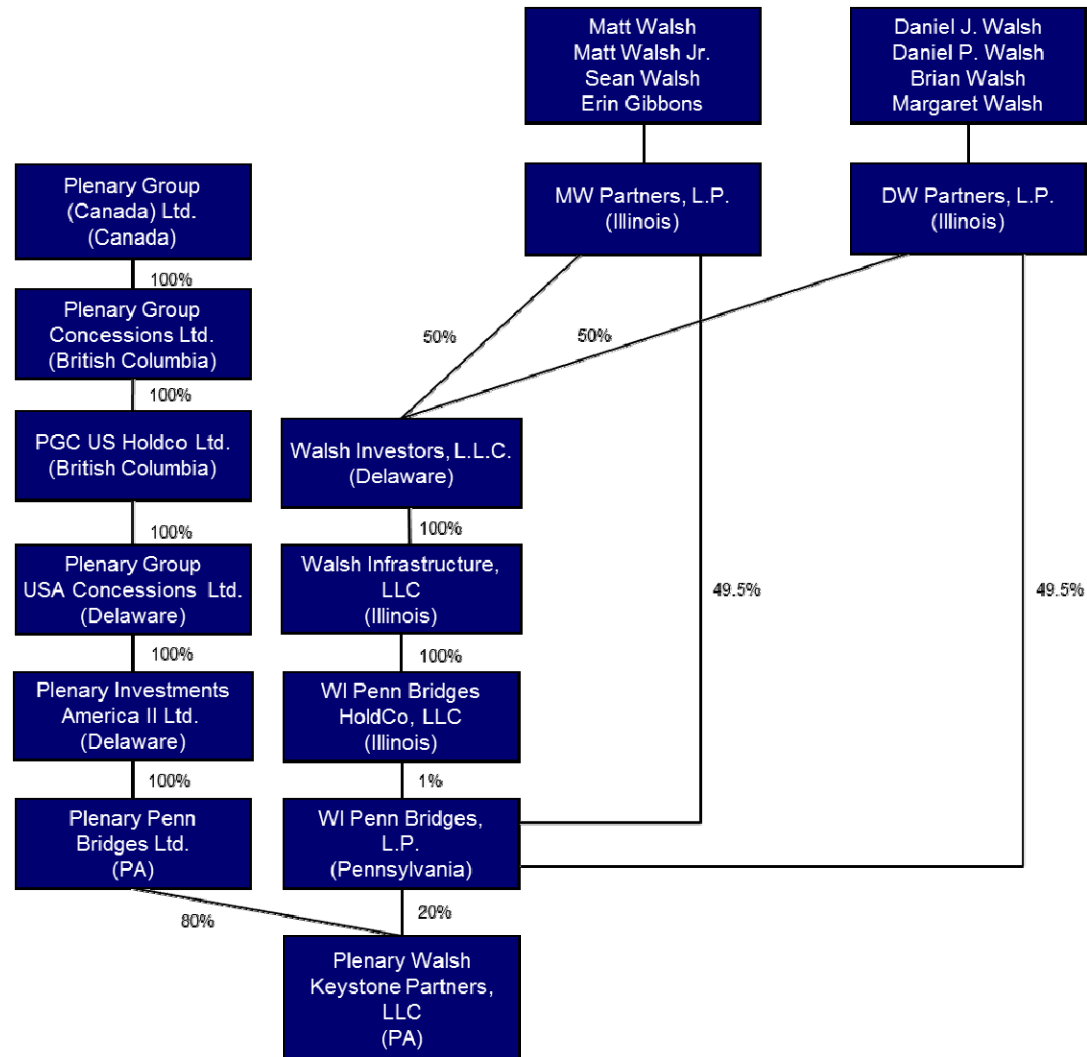 Matt Walsh
Matt Walsh Jr.
Sean Walsh
Erin Gibbons
Daniel J. Walsh
Daniel P. Walsh
Brian Walsh
Margaret Walsh
MW Partners, L.P.
(Illinois)
DW Partners, L.P.
(Illinois)
Plenary Group
(Canada) Ltd.
(Canada)
100%
Plenary Group
Concessions Ltd.
(British Columbia)
100%
PGC US Holdco Ltd.
(British Columbia)
100%
Plenary Group
USA Concessions Ltd.
(Delaware)
100%
Plenary Investments
America II Ltd.
(Delaware)
100%
Plenary Penn
Bridges Ltd.
(PA)
80%
50%
50%
Walsh Investors, L.L.C.
(Delaware)
100%
Walsh Infrastructure,
LLC
(Illinois)
100%
WI Penn Bridges
HoldCo, LLC
(Illinois)
1%
WI Penn Bridges,
L.P.
(Pennsylvania)
49.5%
49.5%
20%
Plenary Walsh
Keystone Partners,
LLC
(PA)